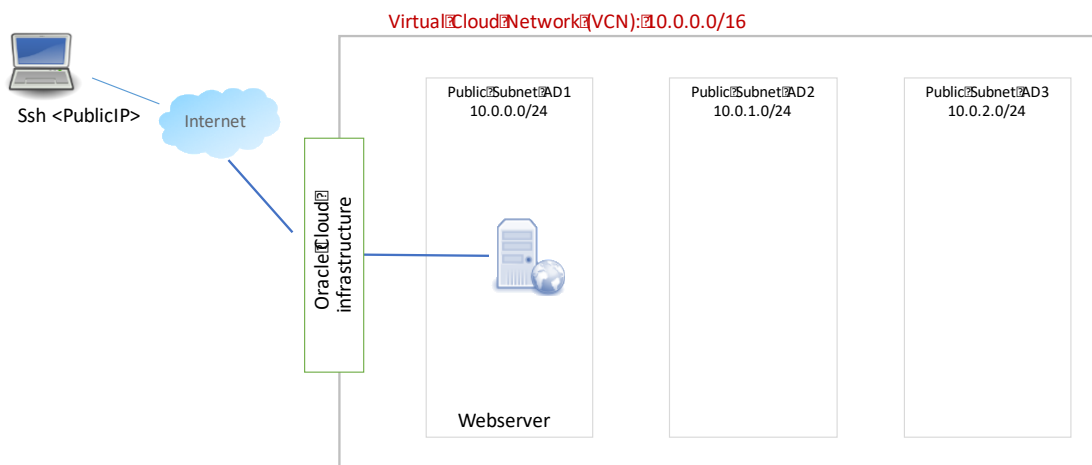 Virtual Cloud Network (VCN): 10.0.0.0/16
Ssh <PublicIP>
Internet
Oracle Cloud
infrastructure
Public Subnet AD1
10.0.0.0/24
Webserver
Public Subnet AD2
10.0.1.0/24
Public Subnet AD3
10.0.2.0/24